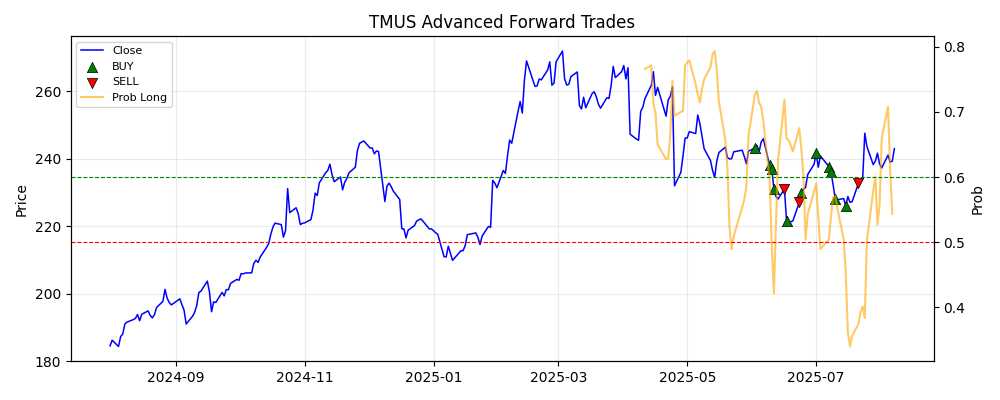 TMUS Advanced Forward Trades
Close
BUY
SELL
Prob Long
Price
260
240
220
200
180
Prob
0.8
0.7
0.6
0.5
0.4
2024-09
2024-11
2025-01
2025-03
2025-05
2025-07